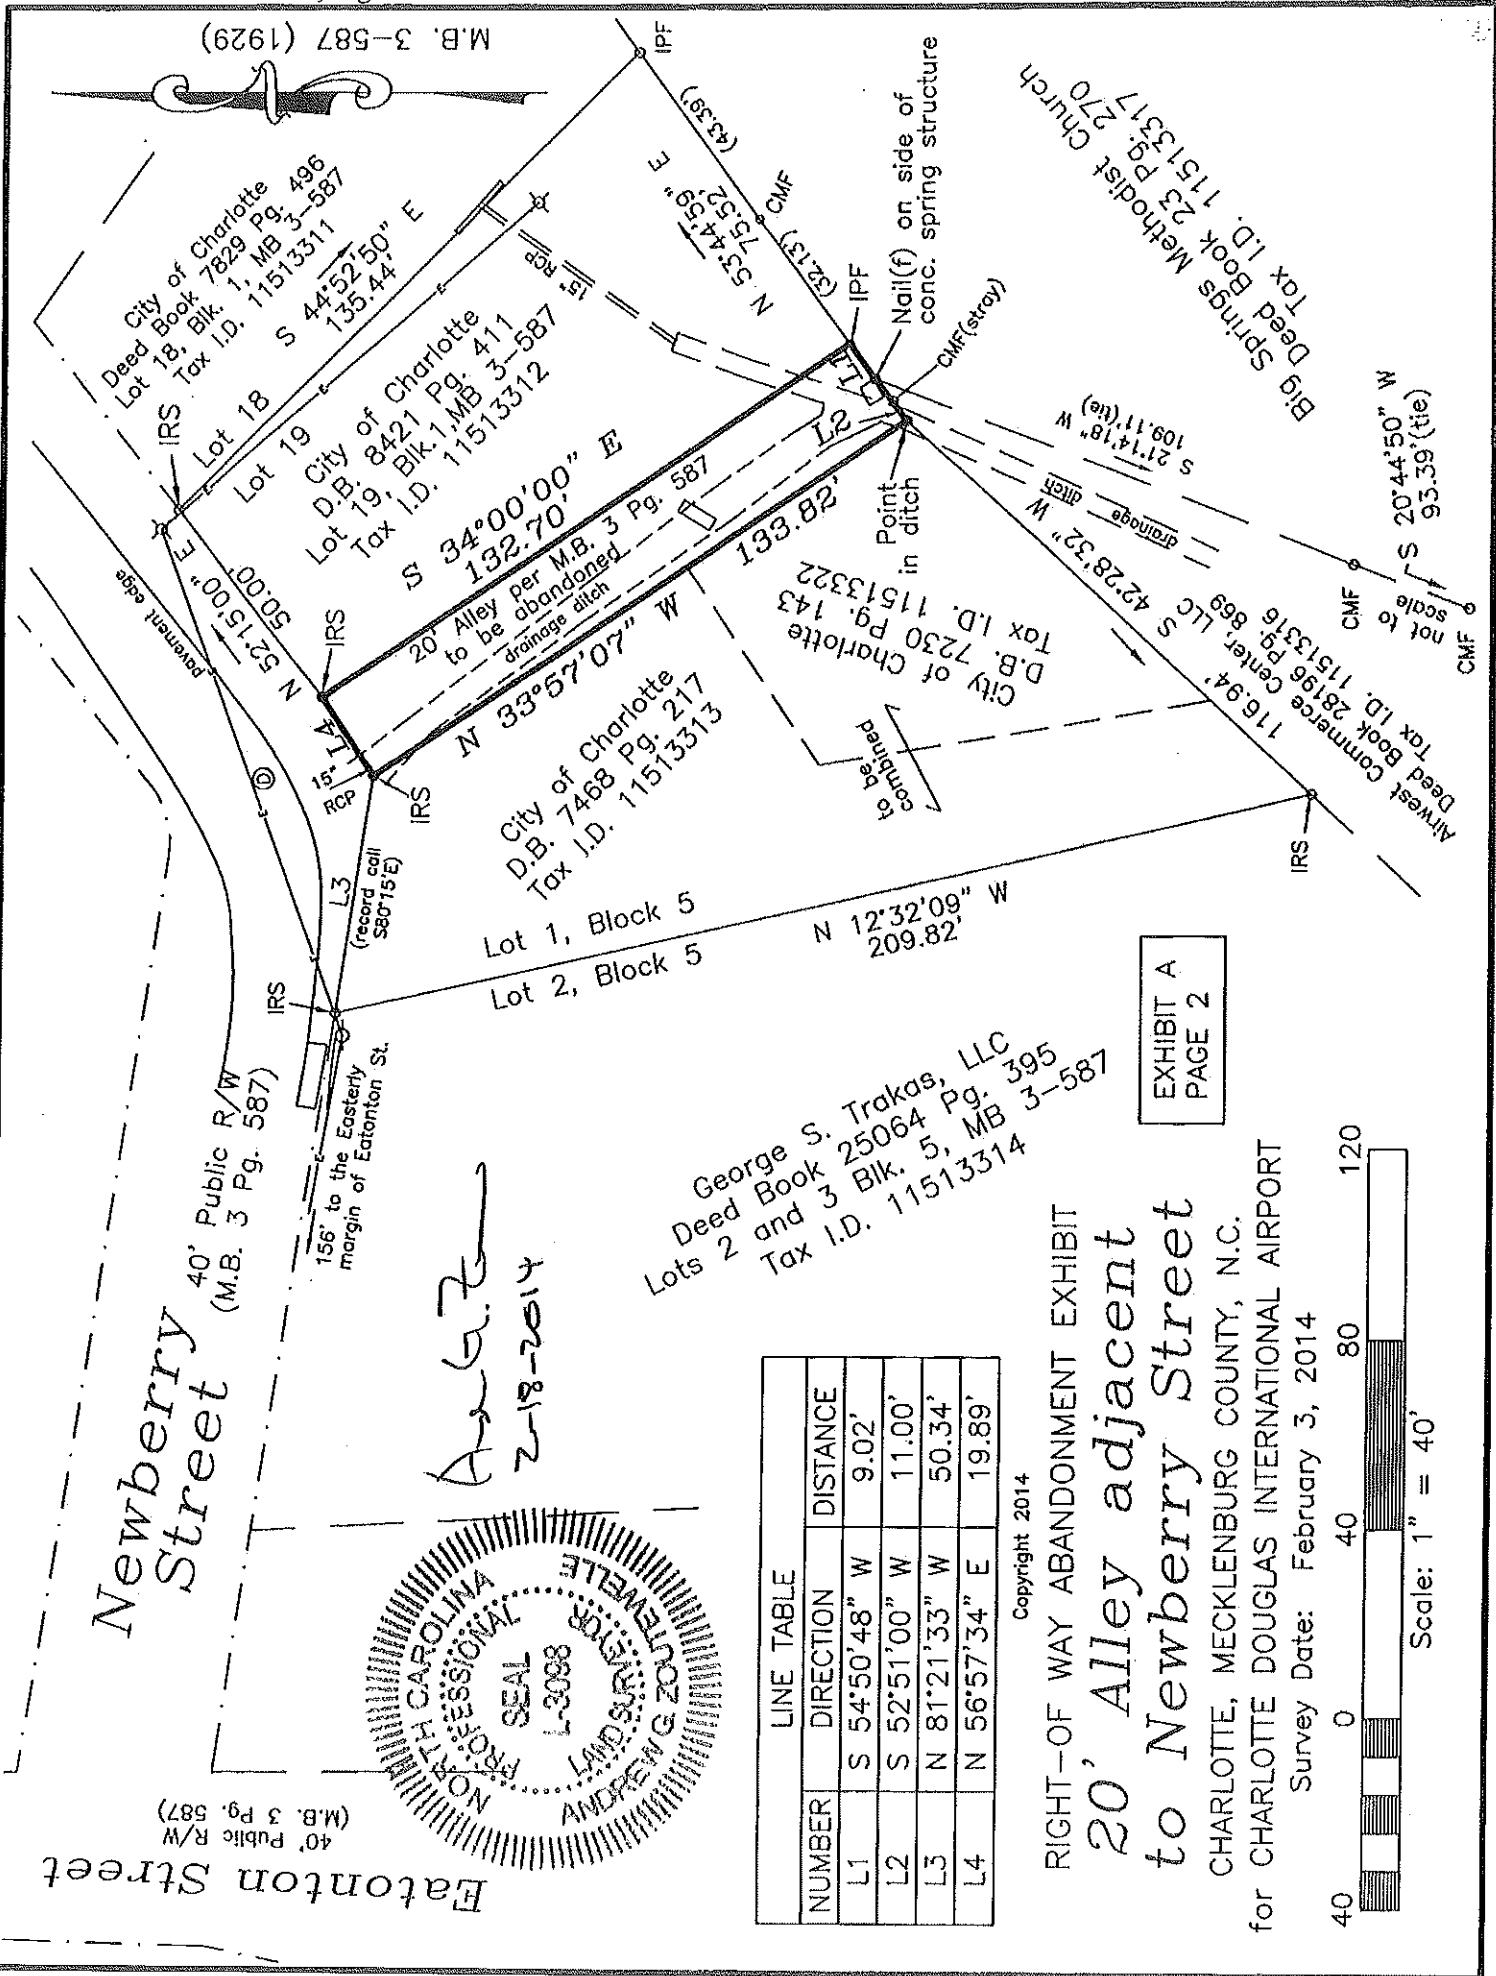 M.B. 3-587 (1929)
City of Charlotte
Deed Book 7829 Pg. 496
Lot 18, Blk. 1, MB 3-587
Tax I.D. 11513311
S 44°52'50" E
135.44'
IPF
(43.39')
N 53°44'59" E
75.52'
CMF
(32.13')
IPF
Nail(f) on side of
conc. spring structure
CMF(stray)
Big Springs Methodist Church
Deed Book 23 Pg. 270
Tax I.D. 11513317
IRS
Lot 18
Lot 19
City of Charlotte
D.B. 8421 Pg. 411
Lot 19, Blk.1,MB 3-587
Tax I.D. 11513312
15" RCP
pavement edge
N 52°15'00" E
50.00'
IRS
S 34°00'00" E
132.70'
20' Alley per M.B. 3 Pg. 587
to be abandoned
drainage ditch
L1
L2
L4
15"
RCP
IRS
N 33°57'07" W
133.82'
Point
in ditch
S 21°14'18" W
109.11'(tie)
drainage
ditch
S 20°44'50" W
93.39'(tie)
CMF
not to
scale
CMF
City of Charlotte
D.B. 7230 Pg. 143
Tax I.D. 11513322
City of Charlotte
D.B. 7468 Pg. 217
Tax I.D. 11513313
to be
combined
S 42°28'32" W
116.94'
Airwest Commerce Center, LLC
Deed Book 28196 Pg. 869
Tax I.D. 11513316
IRS
D
L3
(record call
S80°15'E)
IRS
Lot 1, Block 5
Lot 2, Block 5
N 12°32'09" W
209.82'
Newberry
Street
40' Public R/W
(M.B. 3 Pg. 587)
156' to the Easterly
margin of Eatonton St.
George S. Trakas, LLC
Deed Book 25064 Pg. 395
Lots 2 and 3 Blk. 5, MB 3-587
Tax I.D. 11513314
EXHIBIT A
PAGE 2
Eatonton Street
40' Public R/W
(M.B. 3 Pg. 587)
2-18-2014
NORTH CAROLINA
PROFESSIONAL
SEAL
L-3098
LAND SURVEYOR
ANDREW G. ZOUTEWELLE
LINE TABLE
NUMBER DIRECTION DISTANCE
L1 S 54°50'48" W 9.02'
L2 S 52°51'00" W 11.00'
L3 N 81°21'33" W 50.34'
L4 N 56°57'34" E 19.89'
Copyright 2014
RIGHT-OF WAY ABANDONMENT EXHIBIT
20' Alley adjacent
to Newberry Street
CHARLOTTE, MECKLENBURG COUNTY, N.C.
for CHARLOTTE DOUGLAS INTERNATIONAL AIRPORT
Survey Date: February 3, 2014
40 0 40 80 120
Scale: 1" = 40'